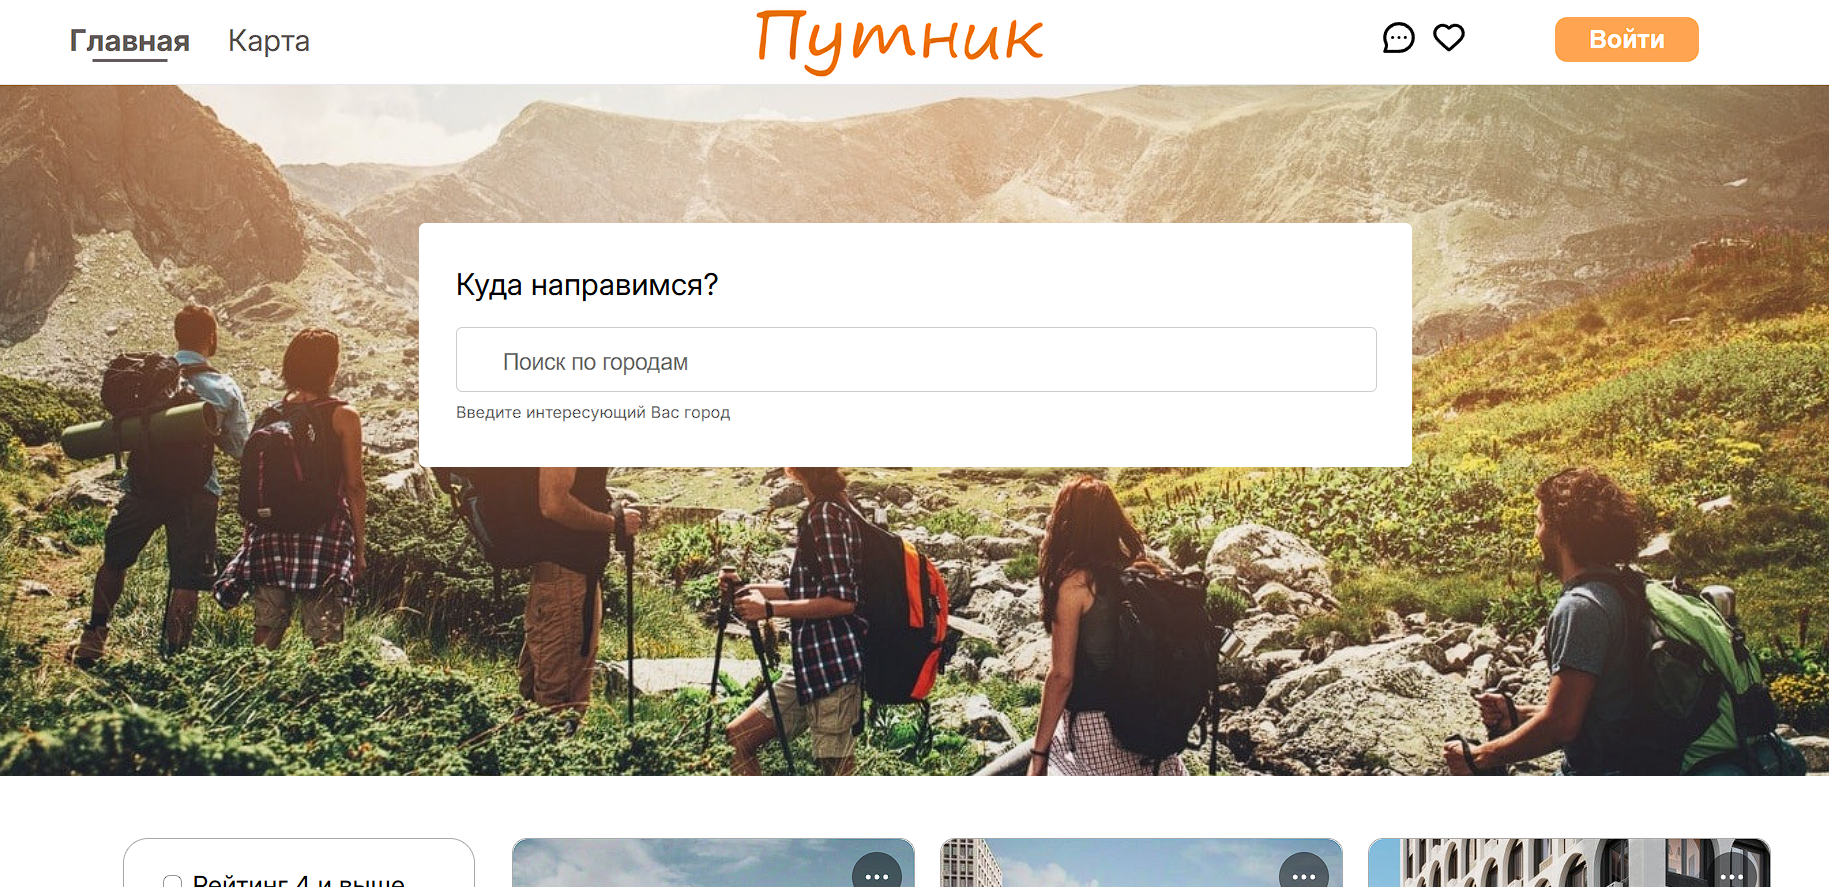 Главная Карта Путник Войти
Куда направимся?
Поиск по городам
Введите интересующий Вас город
Рейтинг 4 и выше